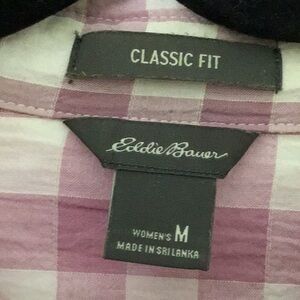 CLASSIC FIT
Eddie Bauer
WOMEN'S M
MADE IN SRI LANKA